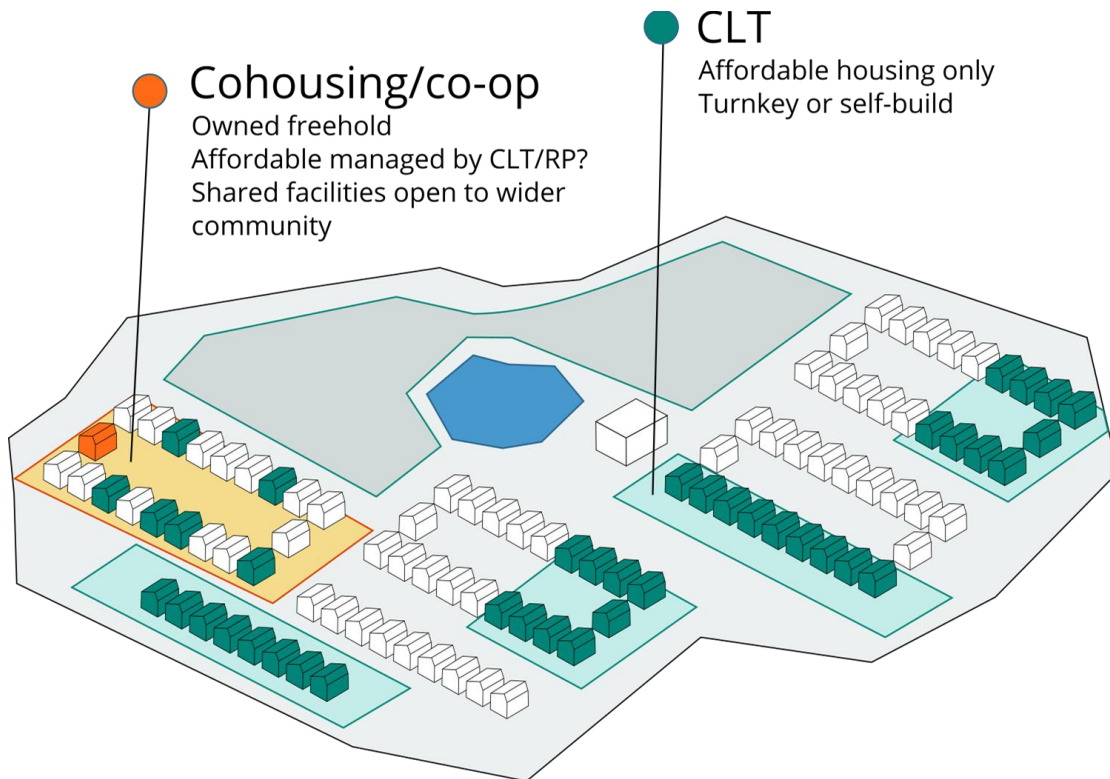 CLT
Affordable housing only
Turnkey or self-build
Cohousing/co-op
Owned freehold
Affordable managed by CLT/RP?
Shared facilities open to wider
community